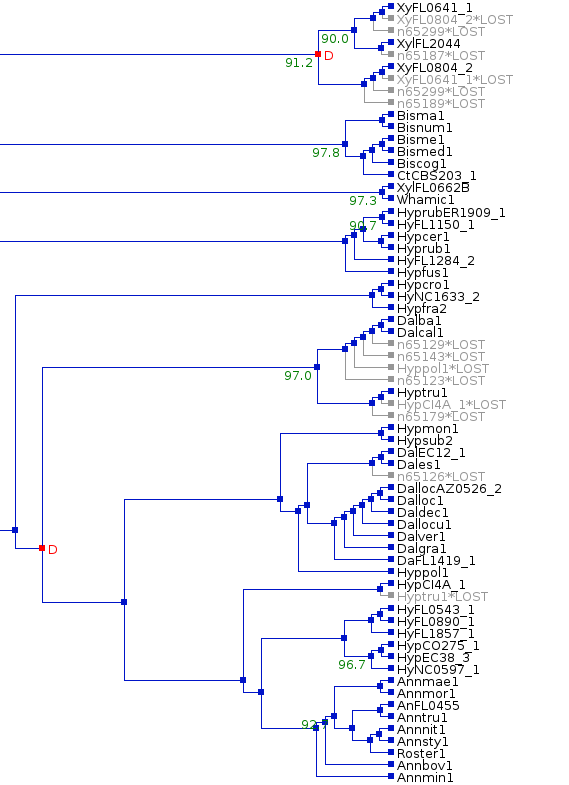 XyFL0641_1
XyFL0804_2*LOST
n65299*LOST
90.0
XylFL2044
D
n65187*LOST
91.2
XyFL0804_2
XyFL0641_1*LOST
n65299*LOST
n65189*LOST
Bisma1
Bisnum1
Bisme1
97.8
Bismed1
Biscog1
CtCBS203_1
XylFL0662B
97.3
Whamic1
HyprubER1909_1
90.7
HyFL1150_1
Hypcer1
Hyprub1
HyFL1284_2
Hypfus1
Hypcro1
HyNC1633_2
Hypfra2
Dalba1
Dalcal1
n65129*LOST
n65143*LOST
Hyppol1*LOST
97.0
n65123*LOST
Hyptru1
HypCI4A_1*LOST
n65179*LOST
Hypmon1
Hypsub2
DalEC12_1
Dales1
n65126*LOST
DallocAZ0526_2
Dalloc1
Daldec1
Dallocu1
Dalver1
D
Dalgra1
DaFL1419_1
Hyppol1
HypCI4A_1
Hyptru1*LOST
HyFL0543_1
HyFL0890_1
HyFL1857_1
HypCO275_1
HypEC38_3
96.7
HyNC0597_1
Annmae1
Annmor1
AnFL0455
Anntru1
Annnit1
Annsty1
Roster1
Annbov1
Annmin1